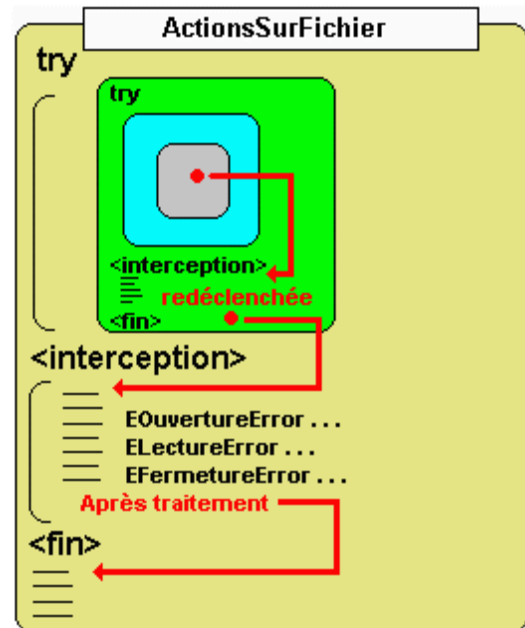 ActionsSurFichier
try
try
<interception>
redéclenchée
<fin>
<interception>
EOuvertureError . . .
ELectureError . . .
EFermetureError . . .
Après traitement
<fin>